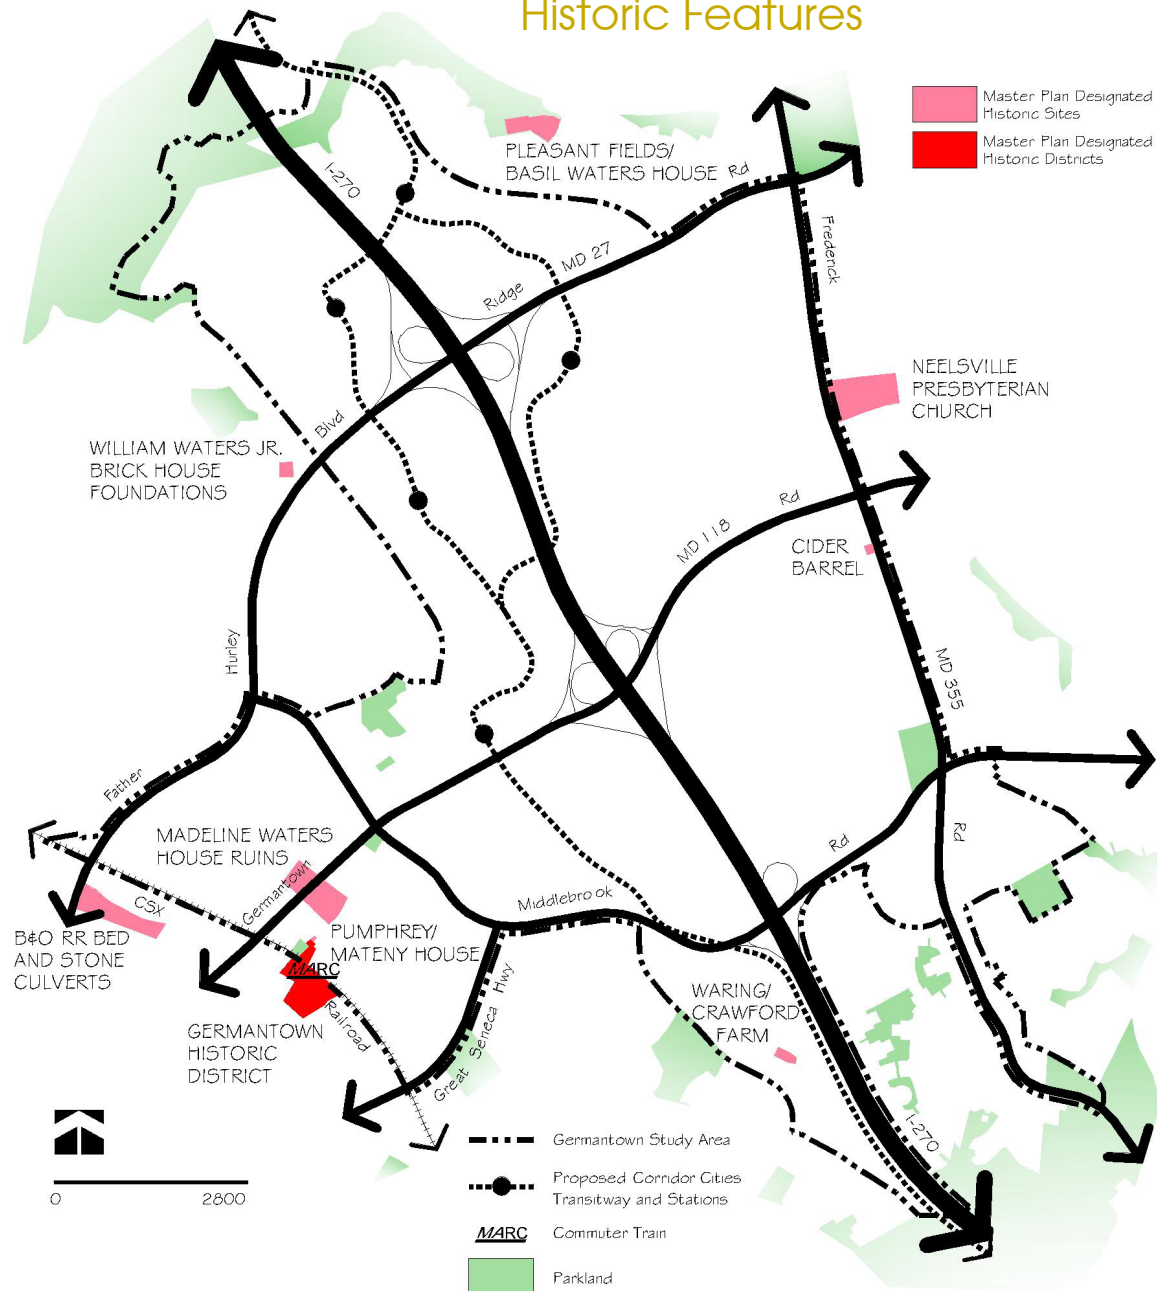 Historic Features
Master Plan Designated
Historic Sites
Master Plan Designated
Historic Districts
PLEASANT FIELDS/
BASIL WATERS HOUSE
Rd
I-270
Frederick
MD 27
Ridge
NEELSVILLE
PRESBYTERIAN
CHURCH
Blvd
WILLIAM WATERS JR.
BRICK HOUSE
FOUNDATIONS
Rd
MD 118
CIDER
BARREL
Hurley
MD 355
Father
MADELINE WATERS
HOUSE RUINS
Rd
Rd
Germantown
Middlebrook
CSX
B&O RR BED
AND STONE
CULVERTS
PUMPHREY/
MATENY HOUSE
MARC
Railroad
Great Seneca Hwy
WARING/
CRAWFORD
FARM
GERMANTOWN
HISTORIC
DISTRICT
I-270
0 2800
Germantown Study Area
Proposed Corridor Cities
Transitway and Stations
MARC Commuter Train
Parkland